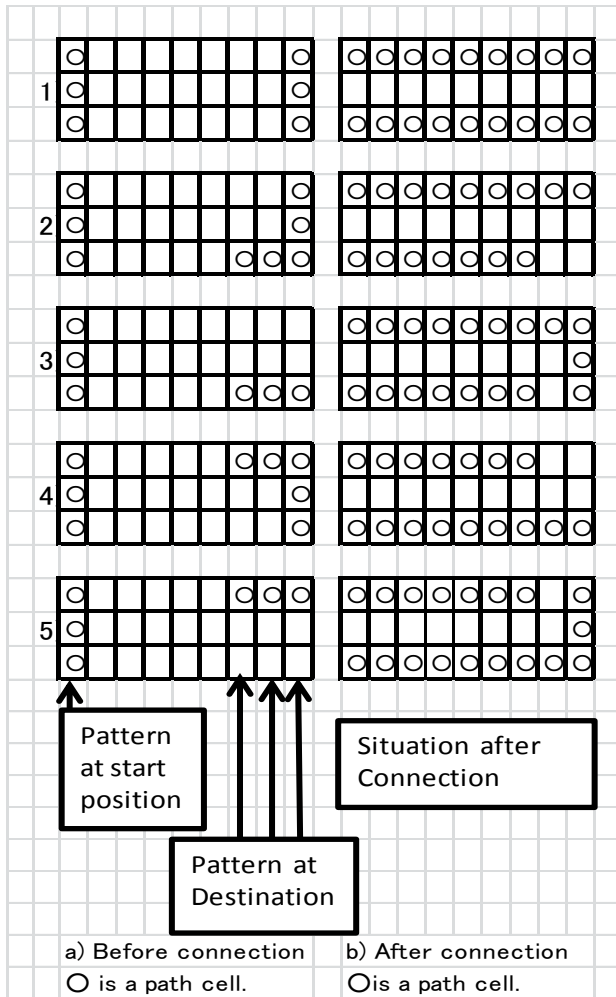 1
2
3
4
5
Pattern
at start
position
Situation after
Connection
Pattern at
Destination
a) Before connection
○ is a path cell.
b) After connection
○is a path cell.